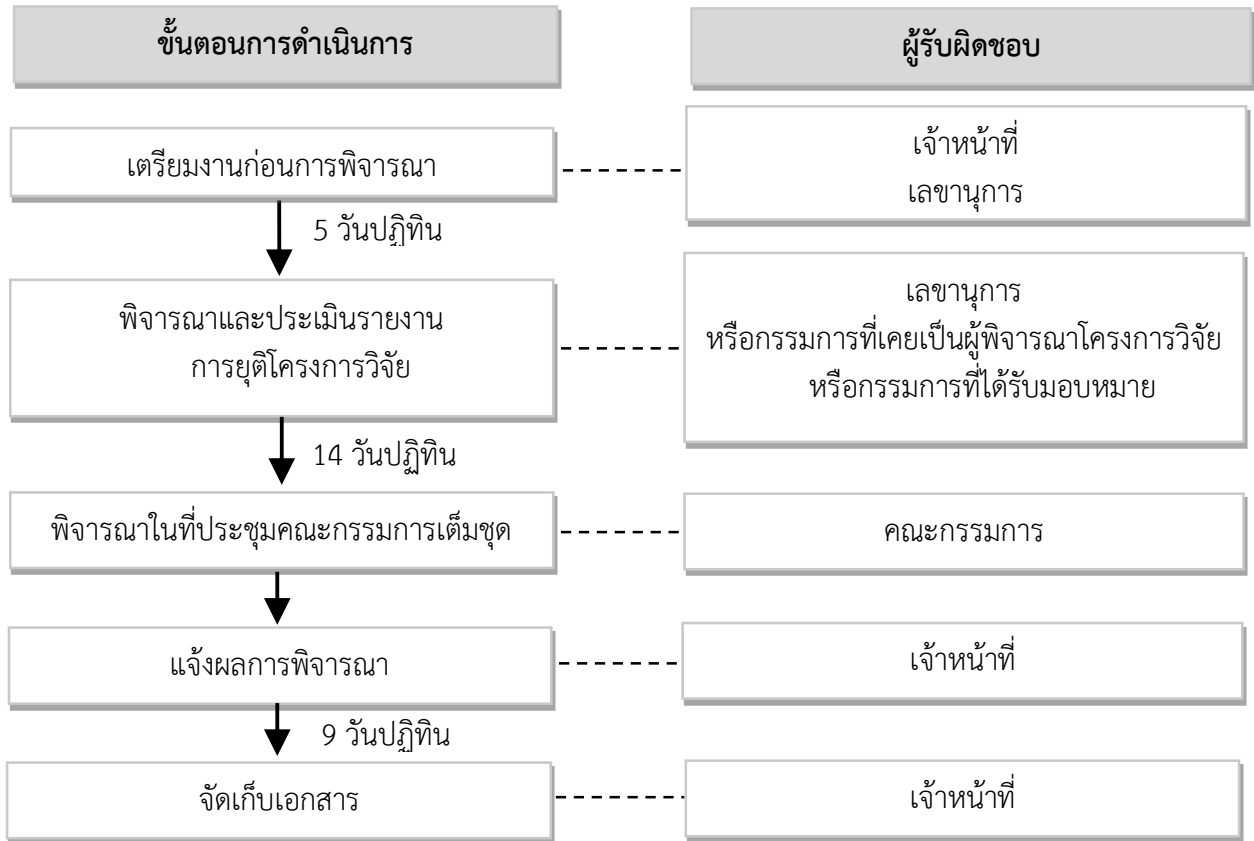 ขั้นตอนการดำเนินการ
ผู้รับผิดชอบ
เตรียมงานก่อนการพิจารณา
เจ้าหน้าที่
เลขานุการ
5 วันปฏิทิน
พิจารณาและประเมินรายงาน
การยุติโครงการวิจัย
เลขานุการ
หรือกรรมการที่เคยเป็นผู้พิจารณาโครงการวิจัย
หรือกรรมการที่ได้รับมอบหมาย
14 วันปฏิทิน
พิจารณาในที่ประชุมคณะกรรมการเต็มชุด
คณะกรรมการ
แจ้งผลการพิจารณา
เจ้าหน้าที่
9 วันปฏิทิน
จัดเก็บเอกสาร
เจ้าหน้าที่